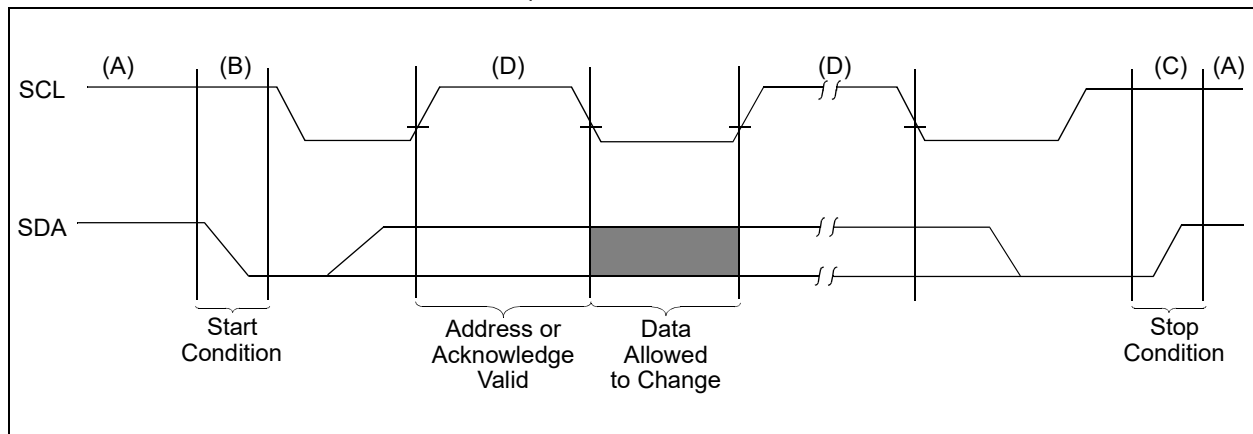 (A) (B) (D) (D) (C) (A)
SCL
SDA
Start
Condition
Address or
Acknowledge
Valid
Data
Allowed
to Change
Stop
Condition